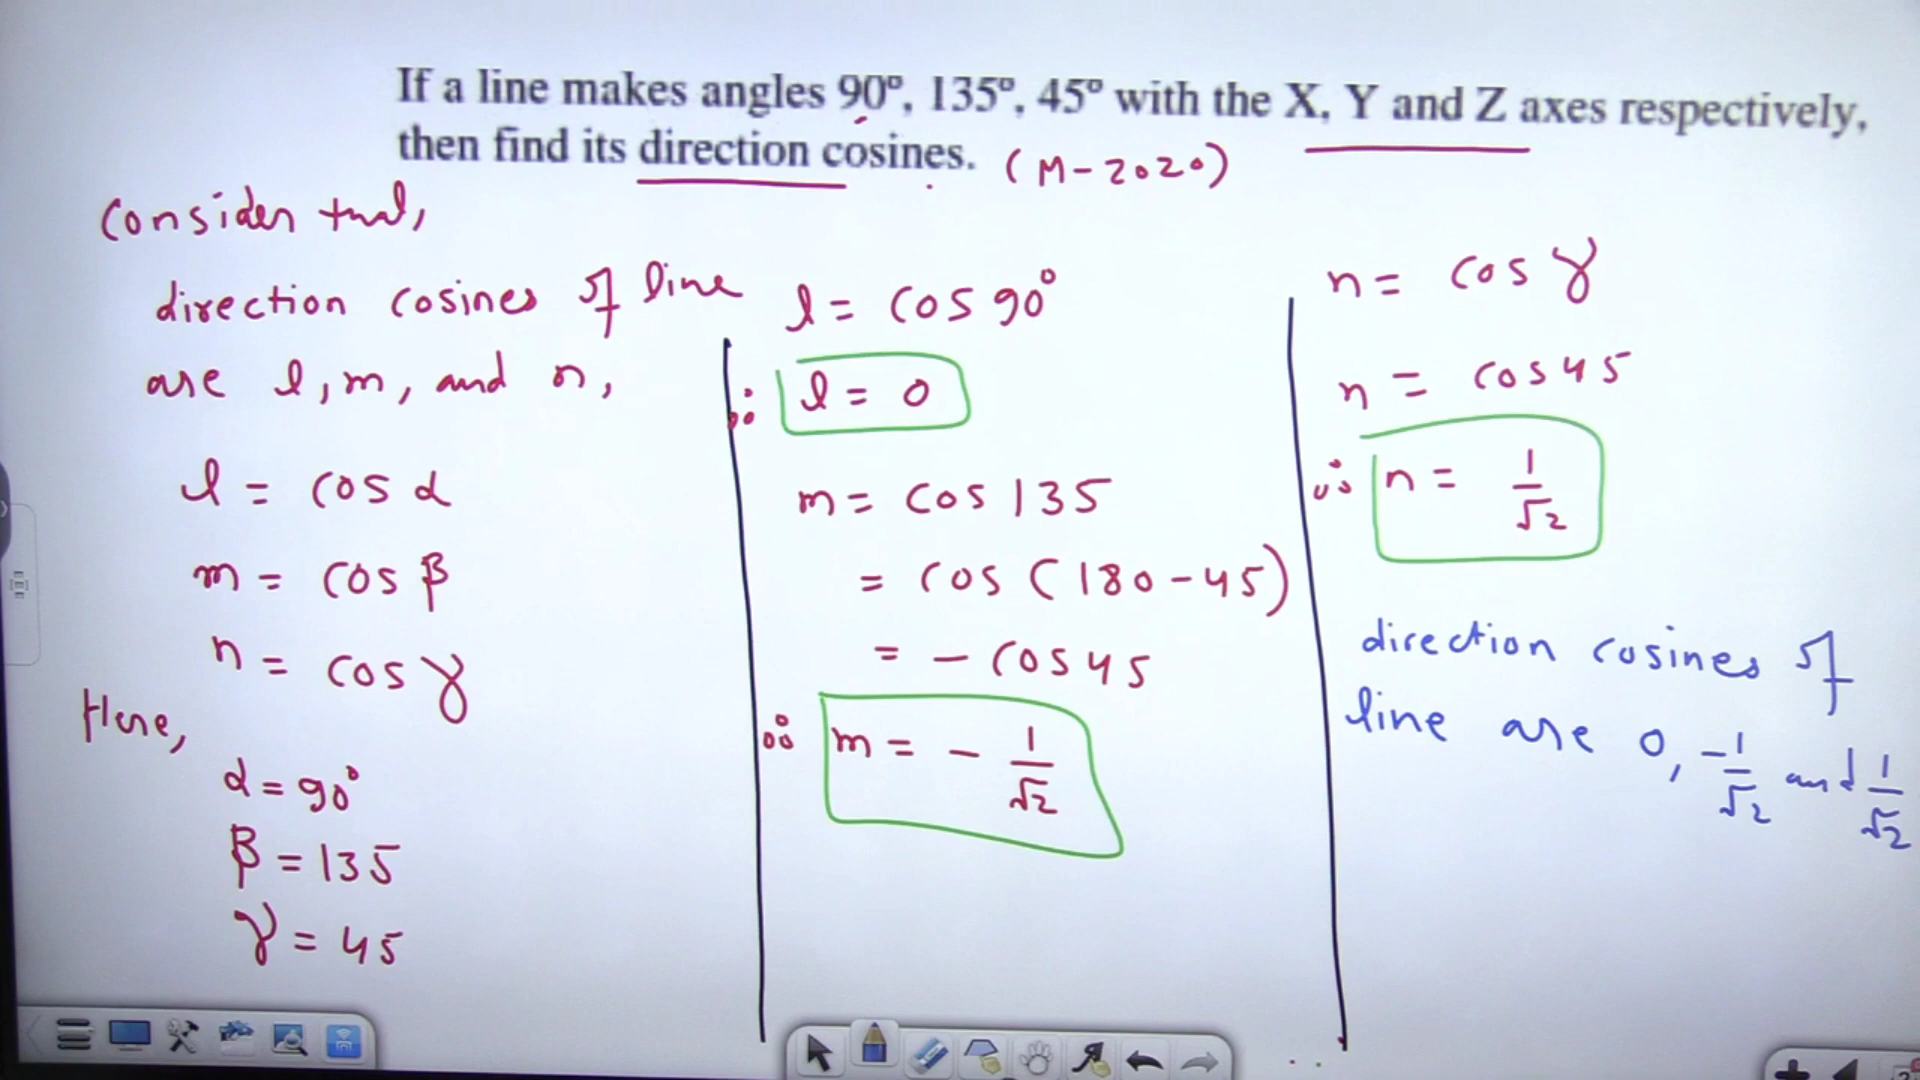 If a line makes angles 90º, 135º, 45º with the X, Y and Z axes respectively,
then find its direction cosines. (M-2020)
Consider that,
direction cosines of line
are l, m, and n,
l = cos α
m = cos β
n = cos γ
Here,
α = 90°
β = 135
γ = 45
l = cos 90°
∴ l = 0
m = cos 135
= cos (180-45)
= - cos 45
∴ m = - 1/√2
n = cos γ
n = cos 45
∴ n = 1/√2
direction cosines of
line are 0, -1/√2 and 1/√2